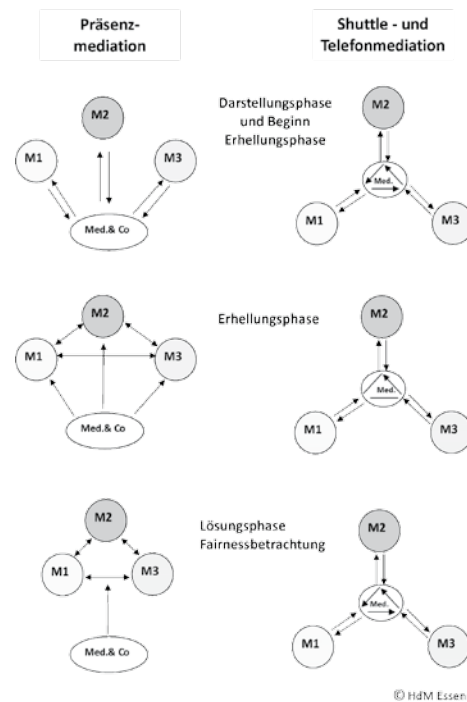 Präsenz-
mediation
Shuttle - und
Telefonmediation
Darstellungsphase
und Beginn
Erhellungsphase
M2
M1
M3
Med.& Co
M2
Med.
M1
M3
Erhellungsphase
M2
M1
M3
Med.& Co
M2
Med.
M1
M3
Lösungsphase
Fairnessbetrachtung
M2
M1
M3
Med.& Co
M2
Med.
M1
M3
© HdM Essen